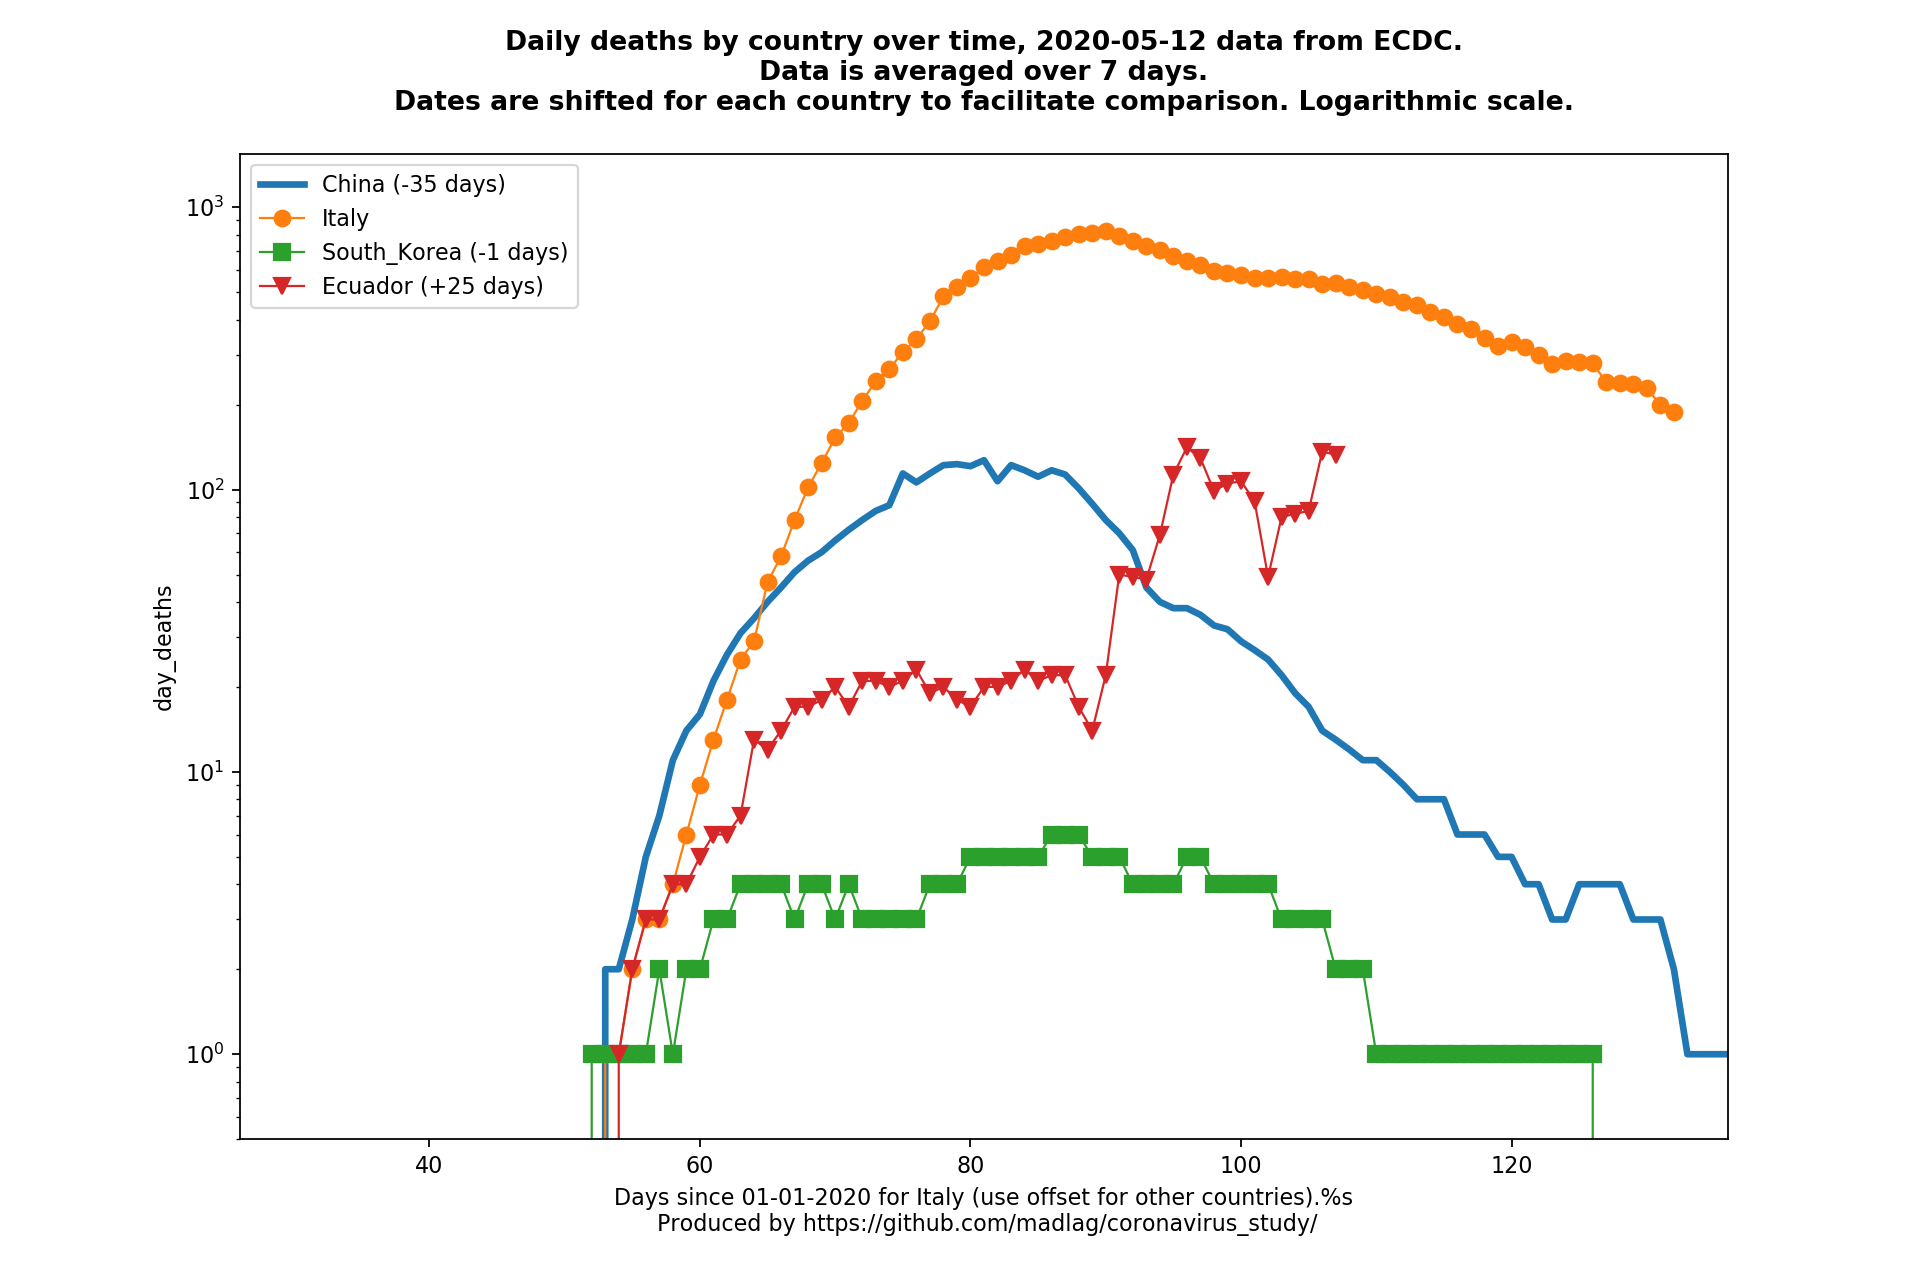 Daily deaths by country over time, 2020-05-12 data from ECDC.
Data is averaged over 7 days.
Dates are shifted for each country to facilitate comparison. Logarithmic scale.
China (-35 days)
Italy
South_Korea (-1 days)
Ecuador (+25 days)
10³
10²
10¹
10⁰
day_deaths
40 60 80 100 120
Days since 01-01-2020 for Italy (use offset for other countries).%s
Produced by https://github.com/madlag/coronavirus_study/